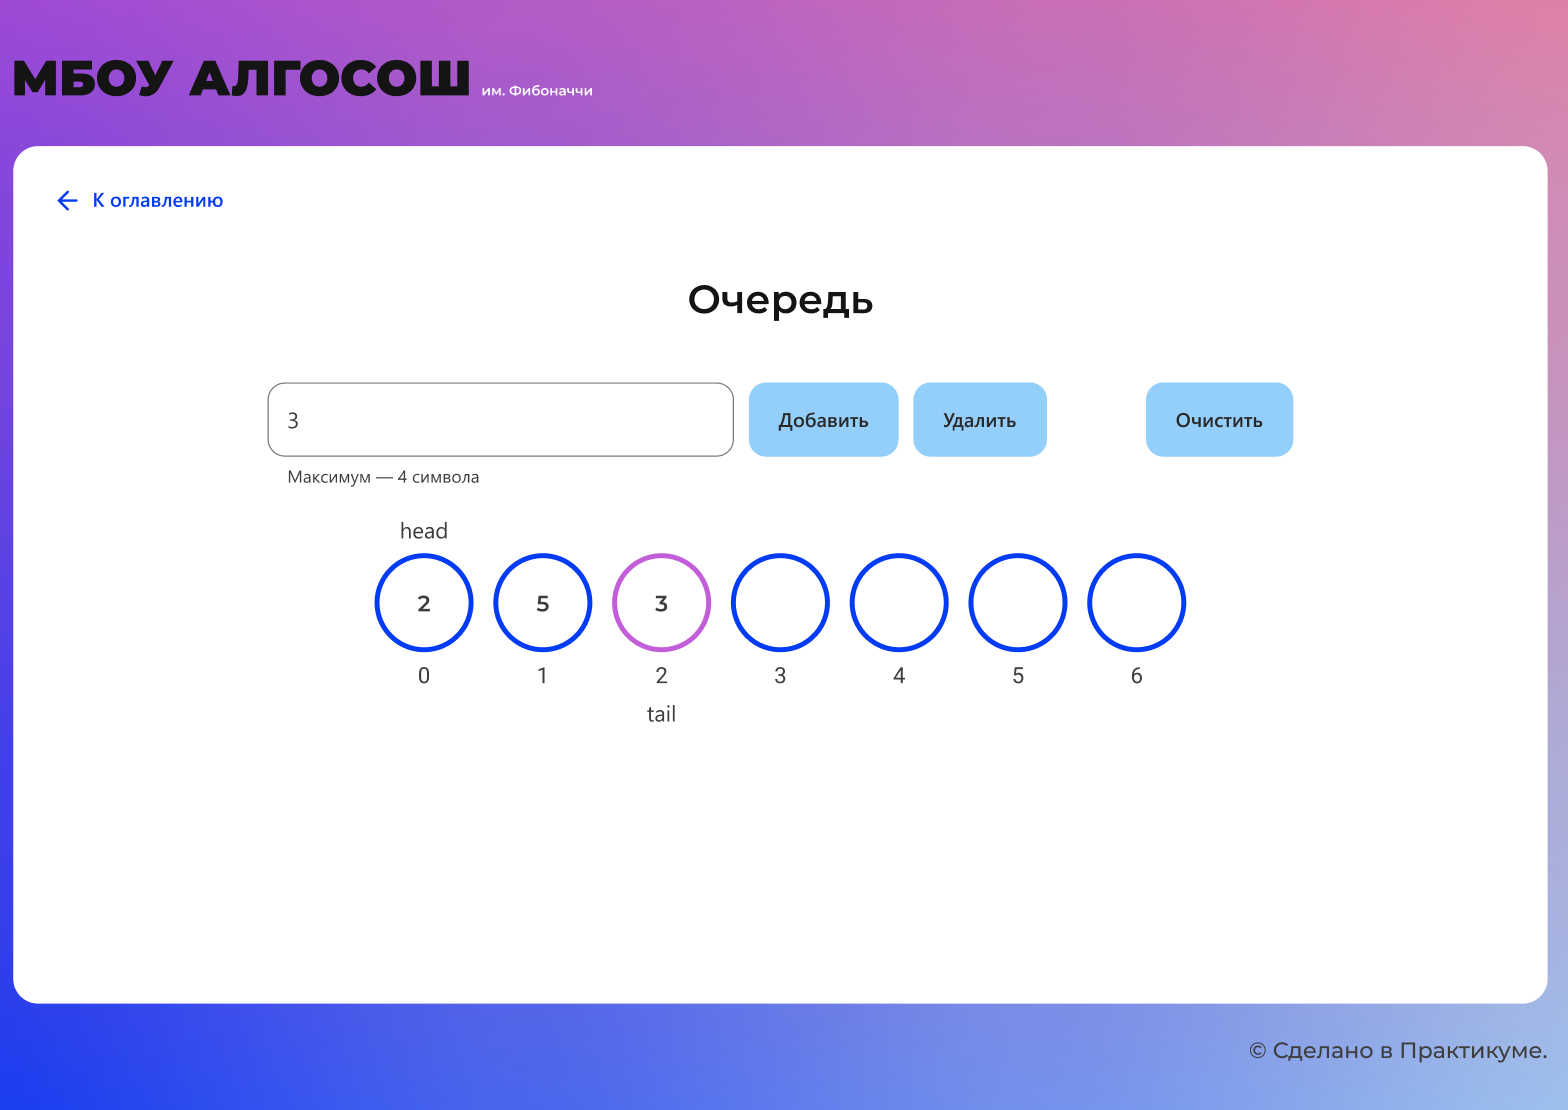 МБОУ АЛГОСОШ им. Фибоначчи
К оглавлению
Очередь
3 Добавить Удалить Очистить
Максимум — 4 символа
head
2 5 3
0 1 2 3 4 5 6
tail
© Сделано в Практикуме.